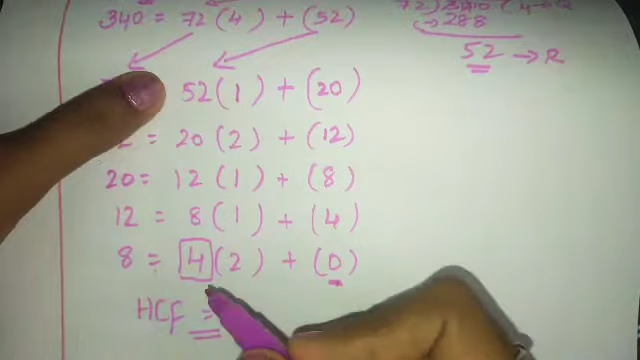 340 = 72 (4) + (52)
288
52 → R
52 (1) + (20)
= 20 (2) + (12)
20 = 12 (1) + (8)
12 = 8 (1) + (4)
8 = 4 (2) + (0)
HCF =